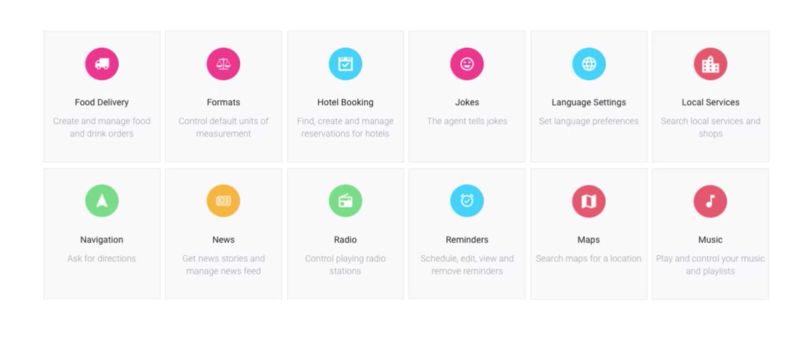 Food Delivery
Create and manage food
and drink orders
Formats
Control default units of
measurement
Hotel Booking
Find, create and manage
reservations for hotels
Jokes
The agent tells jokes
Language Settings
Set language preferences
Local Services
Search local services and
shops
Navigation
Ask for directions
News
Get news stories and
manage news feed
Radio
Control playing radio
stations
Reminders
Schedule, edit, view and
remove reminders
Maps
Search maps for a location
Music
Play and control your music
and playlists